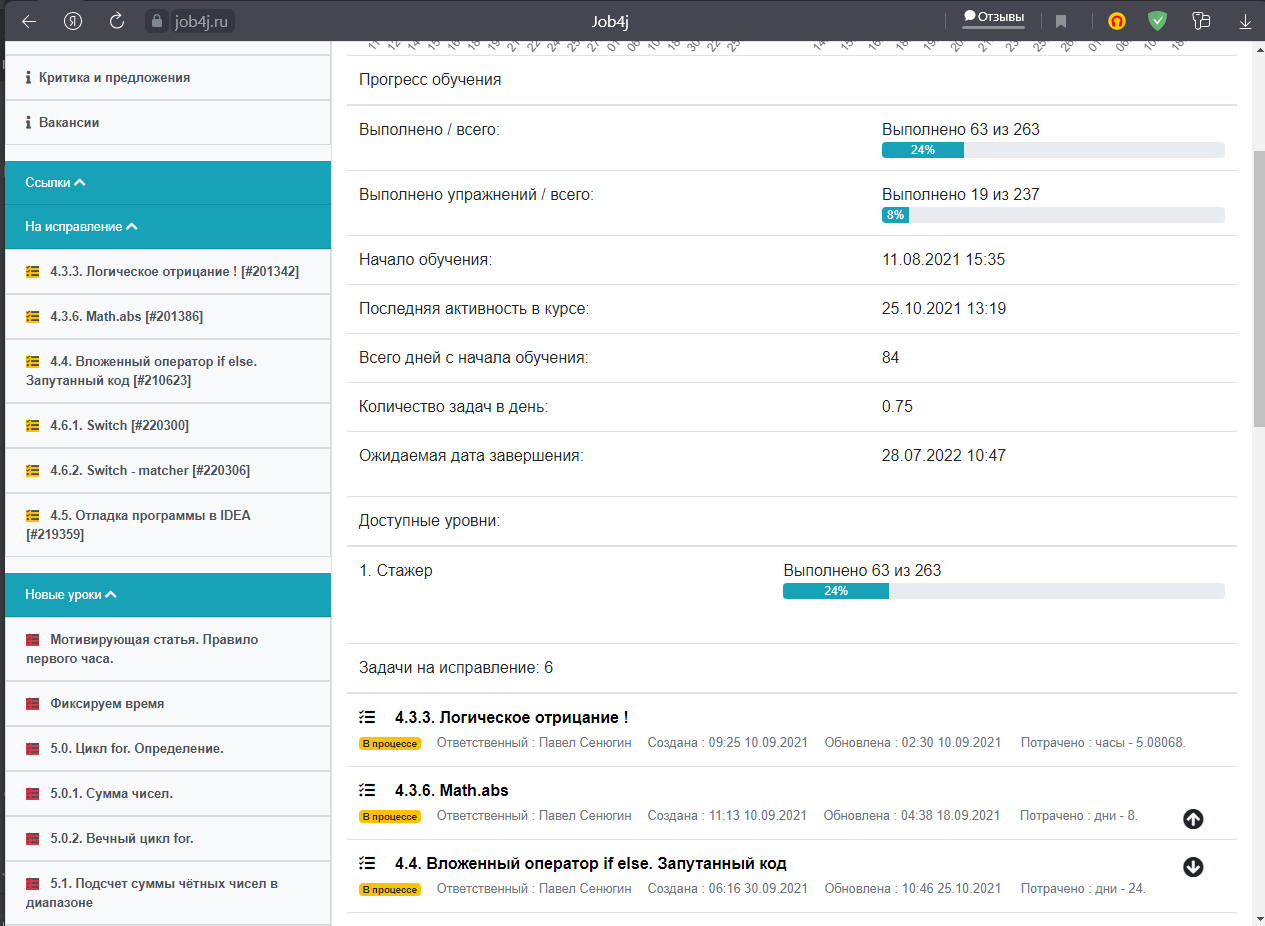 job4j.ru
Job4j
Отзывы
Критика и предложения
Вакансии
Ссылки
На исправление
4.3.3. Логическое отрицание ! [#201342]
4.3.6. Math.abs [#201386]
4.4. Вложенный оператор if else.
Запутанный код [#210623]
4.6.1. Switch [#220300]
4.6.2. Switch - matcher [#220306]
4.5. Отладка программы в IDEA
[#219359]
Новые уроки
Мотивирующая статья. Правило
первого часа.
Фиксируем время
5.0. Цикл for. Определение.
5.0.1. Сумма чисел.
5.0.2. Вечный цикл for.
5.1. Подсчет суммы чётных чисел в
диапазоне
Прогресс обучения
Выполнено / всего:
Выполнено 63 из 263
24%
Выполнено упражнений / всего:
Выполнено 19 из 237
8%
Начало обучения:
11.08.2021 15:35
Последняя активность в курсе:
25.10.2021 13:19
Всего дней с начала обучения:
84
Количество задач в день:
0.75
Ожидаемая дата завершения:
28.07.2022 10:47
Доступные уровни:
1. Стажер
Выполнено 63 из 263
24%
Задачи на исправление: 6
4.3.3. Логическое отрицание !
В процессе Ответственный : Павел Сенюгин Создана : 09:25 10.09.2021 Обновлена : 02:30 10.09.2021 Потрачено : часы - 5.08068.
4.3.6. Math.abs
В процессе Ответственный : Павел Сенюгин Создана : 11:13 10.09.2021 Обновлена : 04:38 18.09.2021 Потрачено : дни - 8.
4.4. Вложенный оператор if else. Запутанный код
В процессе Ответственный : Павел Сенюгин Создана : 06:16 30.09.2021 Обновлена : 10:46 25.10.2021 Потрачено : дни - 24.